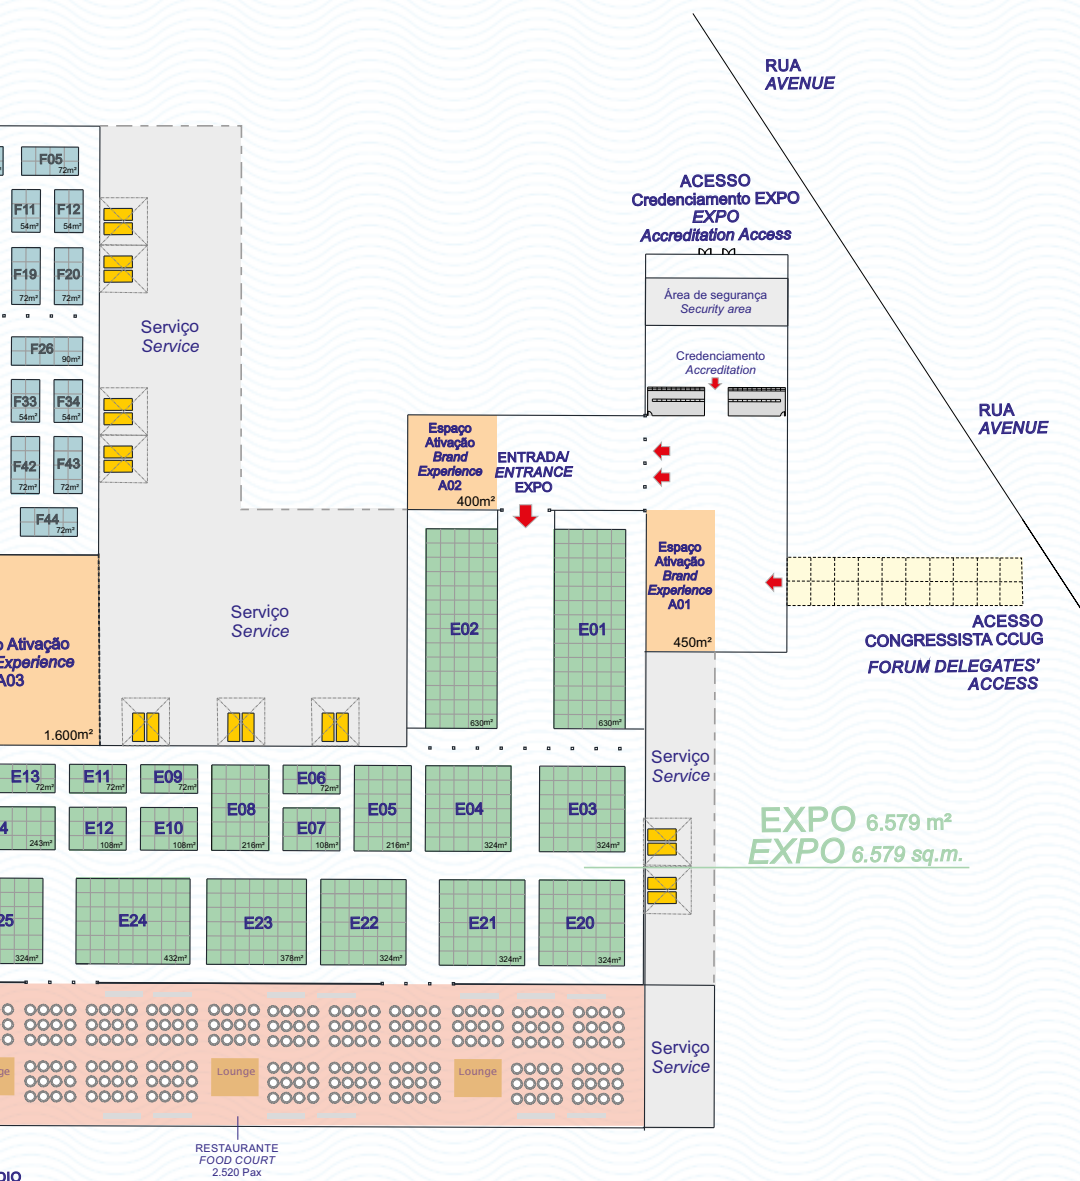 RUA
AVENUE
ACESSO
Credenciamento EXPO
EXPO
Accreditation Access
Área de segurança
Security area
Credenciamento
Accreditation
RUA
AVENUE
F05
72m²
F11
54m²
F12
54m²
F19
72m²
F20
72m²
Serviço
Service
F26
90m²
F33
54m²
F34
54m²
F42
72m²
F43
72m²
F44
72m²
Espaço
Ativação
Brand
Experience
A02
400m²
ENTRADA/
ENTRANCE
EXPO
Espaço
Ativação
Brand
Experience
A01
450m²
ACESSO
CONGRESSISTA CCUG
FORUM DELEGATES’
ACCESS
Serviço
Service
E02
630m²
E01
630m²
o Ativação
Experience
A03
1.600m²
E13
72m²
E11
72m²
E09
72m²
E08
216m²
E06
72m²
E05
216m²
E04
324m²
E03
324m²
Serviço
Service
4
243m²
E12
108m²
E10
108m²
E07
108m²
EXPO 6.579 m²
EXPO 6.579 sq.m.
25
324m²
E24
432m²
E23
378m²
E22
324m²
E21
324m²
E20
324m²
ge
Lounge
Lounge
Serviço
Service
RESTAURANTE
FOOD COURT
2.520 Pax
DIO